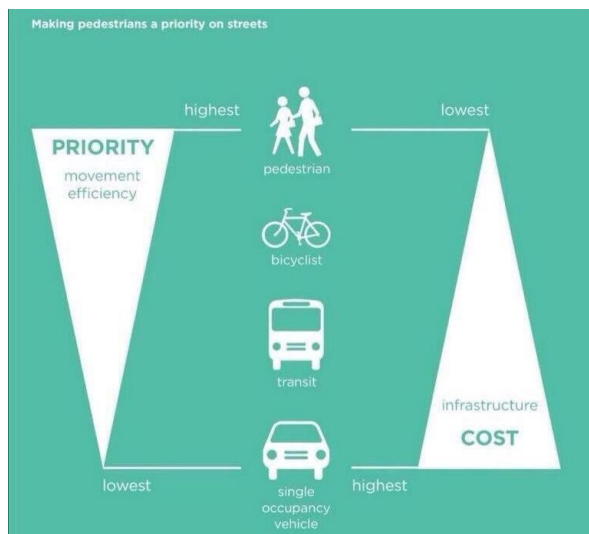 Making pedestrians a priority on streets
highest
lowest
PRIORITY
movement
efficiency
pedestrian
bicyclist
transit
infrastructure
COST
lowest
highest
single
occupancy
vehicle